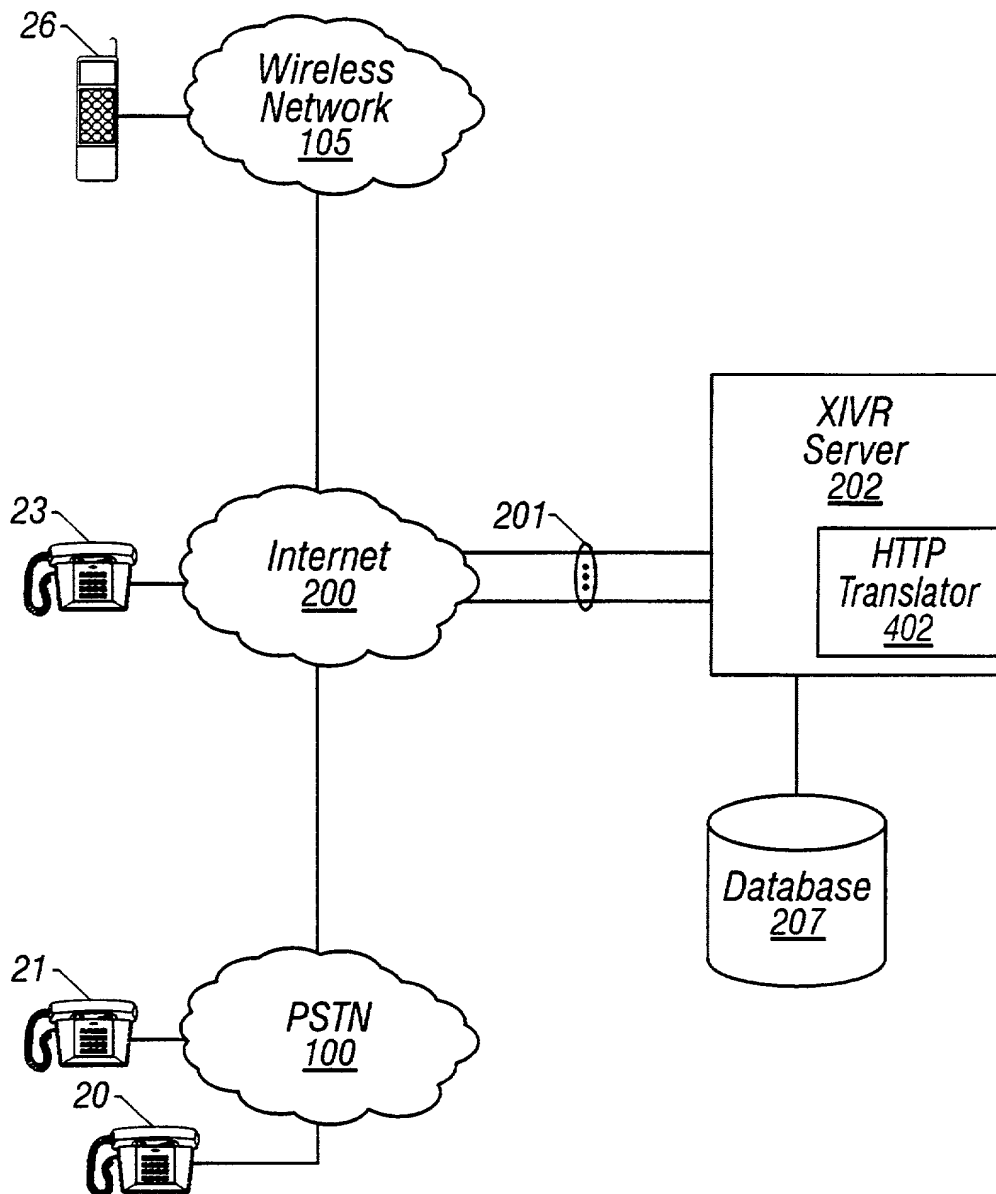 26
Wireless
Network
105
23
Internet
200
201
XIVR
Server
202
HTTP
Translator
402
Database
207
21
PSTN
100
20